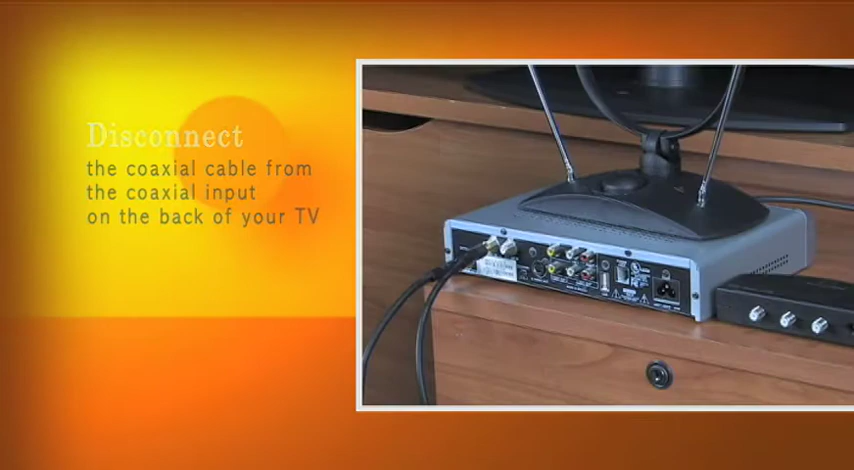 Disconnect
the coaxial cable from
the coaxial input
on the back of your TV